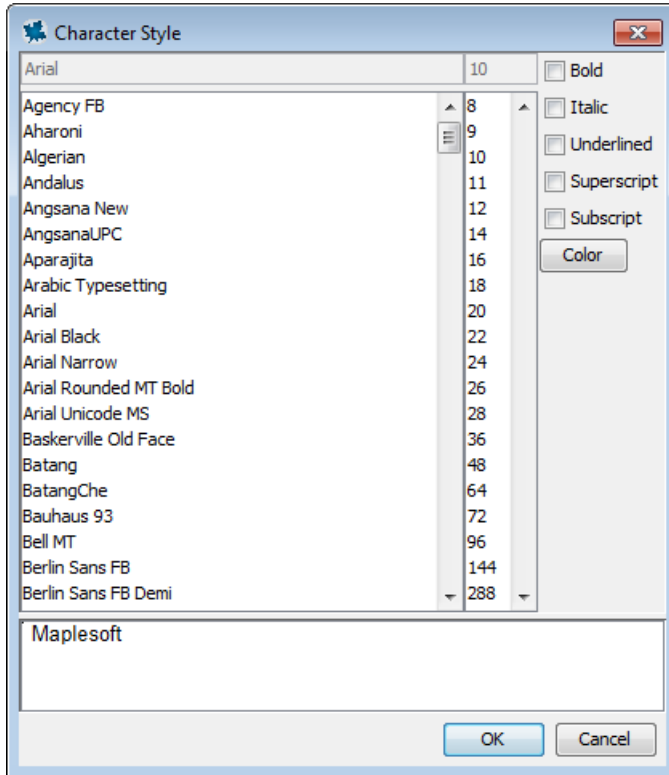 Character Style
Arial 10 Bold
Agency FB 8 Italic
Aharoni 9 Underlined
Algerian 10
Andalus 11 Superscript
Angsana New 12 Subscript
AngsanaUPC 14
Aparajita 16 Color
Arabic Typesetting 18
Arial 20
Arial Black 22
Arial Narrow 24
Arial Rounded MT Bold 26
Arial Unicode MS 28
Baskerville Old Face 36
Batang 48
BatangChe 64
Bauhaus 93 72
Bell MT 96
Berlin Sans FB 144
Berlin Sans FB Demi 288
Maplesoft
OK Cancel